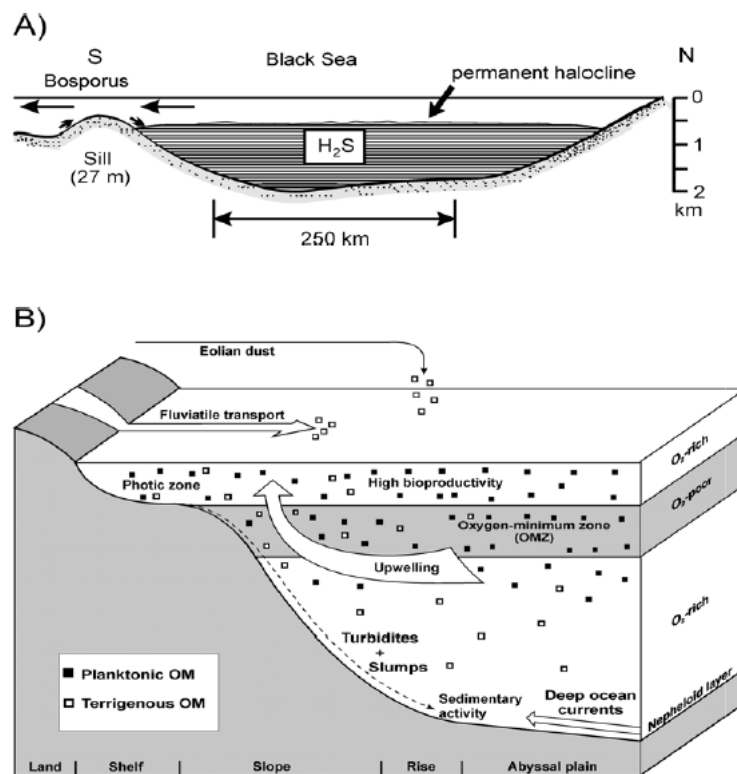 A)
S
N
Bosporus
Black Sea
permanent halocline
0
H₂S
1
Sill
(27 m)
2
km
250 km
B)
Eolian dust
Fluviatile transport
O₂-rich
Photic zone
High bioproductivity
O₂-poor
Oxygen-minimum zone
(OMZ)
Upwelling
O₂-rich
Turbidites
+
Slumps
Planktonic OM
Terrigenous OM
Sedimentary
activity
Deep ocean
currents
Nepheloid layer
Land
Shelf
Slope
Rise
Abyssal plain